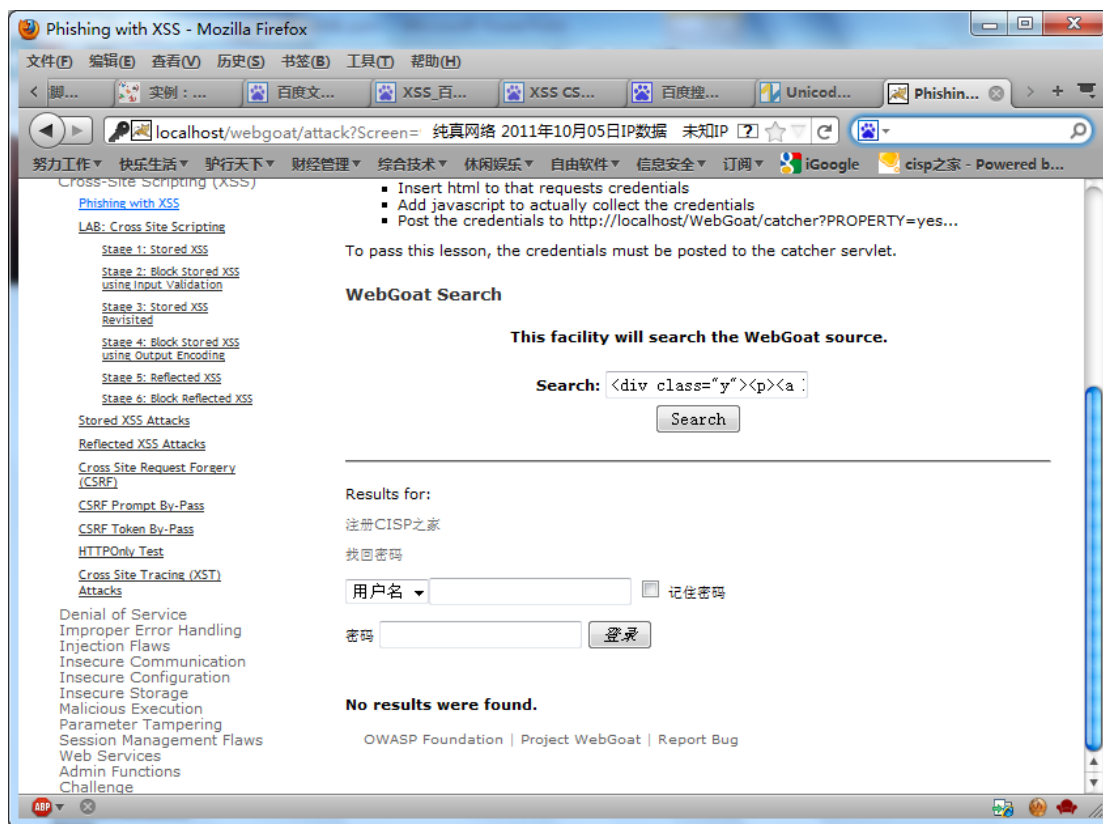 Phishing with XSS - Mozilla Firefox
文件(F) 编辑(E) 查看(V) 历史(S) 书签(B) 工具(T) 帮助(H)
脚... 实例：... 百度文... XSS_百... XSS CS... 百度搜... Unicod... Phishin...
localhost/webgoat/attack?Screen= 纯真网络 2011年10月05日IP数据 未知IP
努力工作 快乐生活 驴行天下 财经管理 综合技术 休闲娱乐 自由软件 信息安全 订阅 iGoogle cisp之家 - Powered b...
Cross-Site Scripting (XSS)
Phishing with XSS
LAB: Cross Site Scripting
Stage 1: Stored XSS
Stage 2: Block Stored XSS
using Input Validation
Stage 3: Stored XSS
Revisited
Stage 4: Block Stored XSS
using Output Encoding
Stage 5: Reflected XSS
Stage 6: Block Reflected XSS
Stored XSS Attacks
Reflected XSS Attacks
Cross Site Request Forgery
(CSRF)
CSRF Prompt By-Pass
CSRF Token By-Pass
HTTPOnly Test
Cross Site Tracing (XST)
Attacks
Denial of Service
Improper Error Handling
Injection Flaws
Insecure Communication
Insecure Configuration
Insecure Storage
Malicious Execution
Parameter Tampering
Session Management Flaws
Web Services
Admin Functions
Challenge
Insert html to that requests credentials
Add javascript to actually collect the credentials
Post the credentials to http://localhost/WebGoat/catcher?PROPERTY=yes...
To pass this lesson, the credentials must be posted to the catcher servlet.
WebGoat Search
This facility will search the WebGoat source.
Search: <div class="y"><p><a
Search
Results for:
注册CISP之家
找回密码
用户名 记住密码
密码 登录
No results were found.
OWASP Foundation | Project WebGoat | Report Bug
ABP